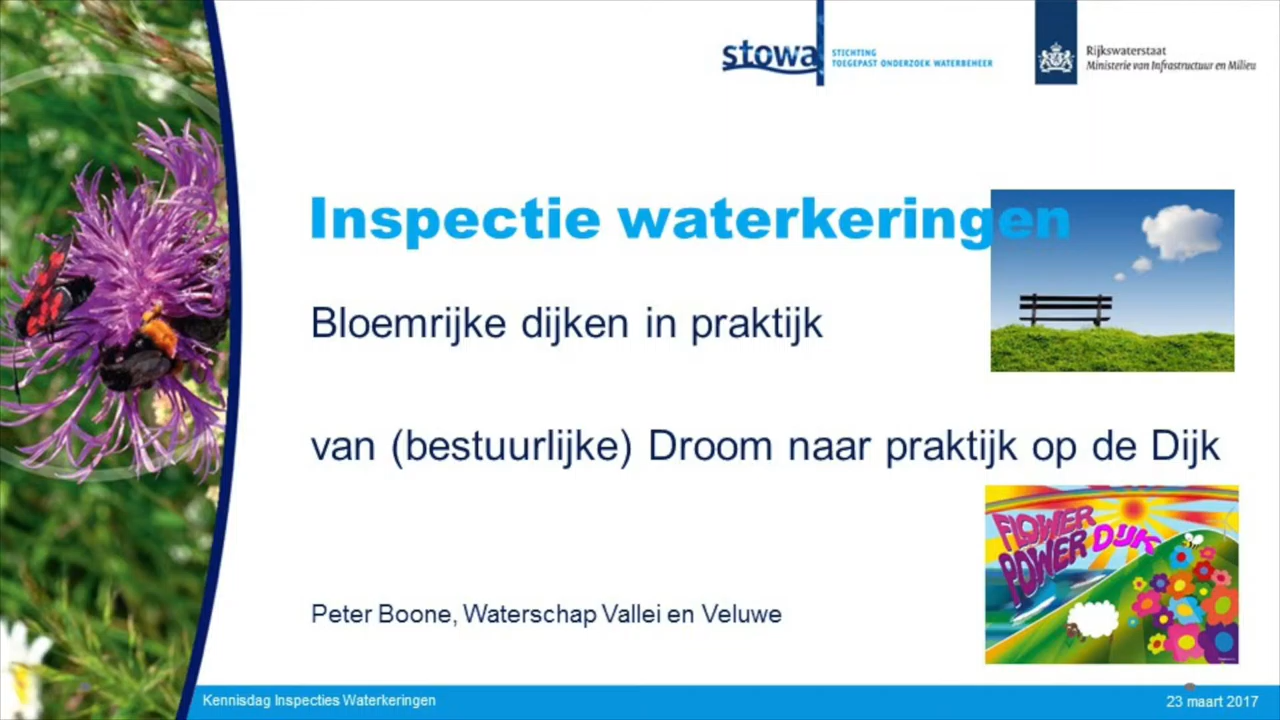 stowa
STICHTING
TOEGEPAST ONDERZOEK WATERBEHEER
Rijkswaterstaat
Ministerie van Infrastructuur en Milieu
Inspectie waterkeringen
Bloemrijke dijken in praktijk
van (bestuurlijke) Droom naar praktijk op de Dijk
FLOWER
POWER DIJK
Peter Boone, Waterschap Vallei en Veluwe
Kennisdag Inspecties Waterkeringen
23 maart 2017